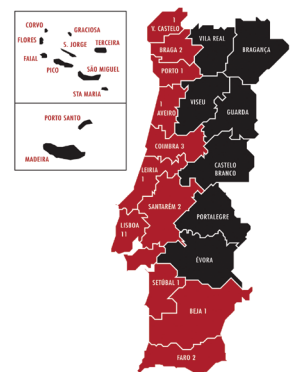 CORVO
GRACIOSA
FLORES
S. JORGE
TERCEIRA
FAIAL
PICO
SÃO MIGUEL
STA MARIA
PORTO SANTO
MADEIRA
1
V. CASTELO
BRAGA 2
VILA REAL
BRAGANÇA
PORTO 1
1
AVEIRO
VISEU
GUARDA
COIMBRA 3
CASTELO
BRANCO
LEIRIA
1
SANTARÉM 2
PORTALEGRE
LISBOA
11
ÉVORA
SETÚBAL 1
BEJA 1
FARO 2